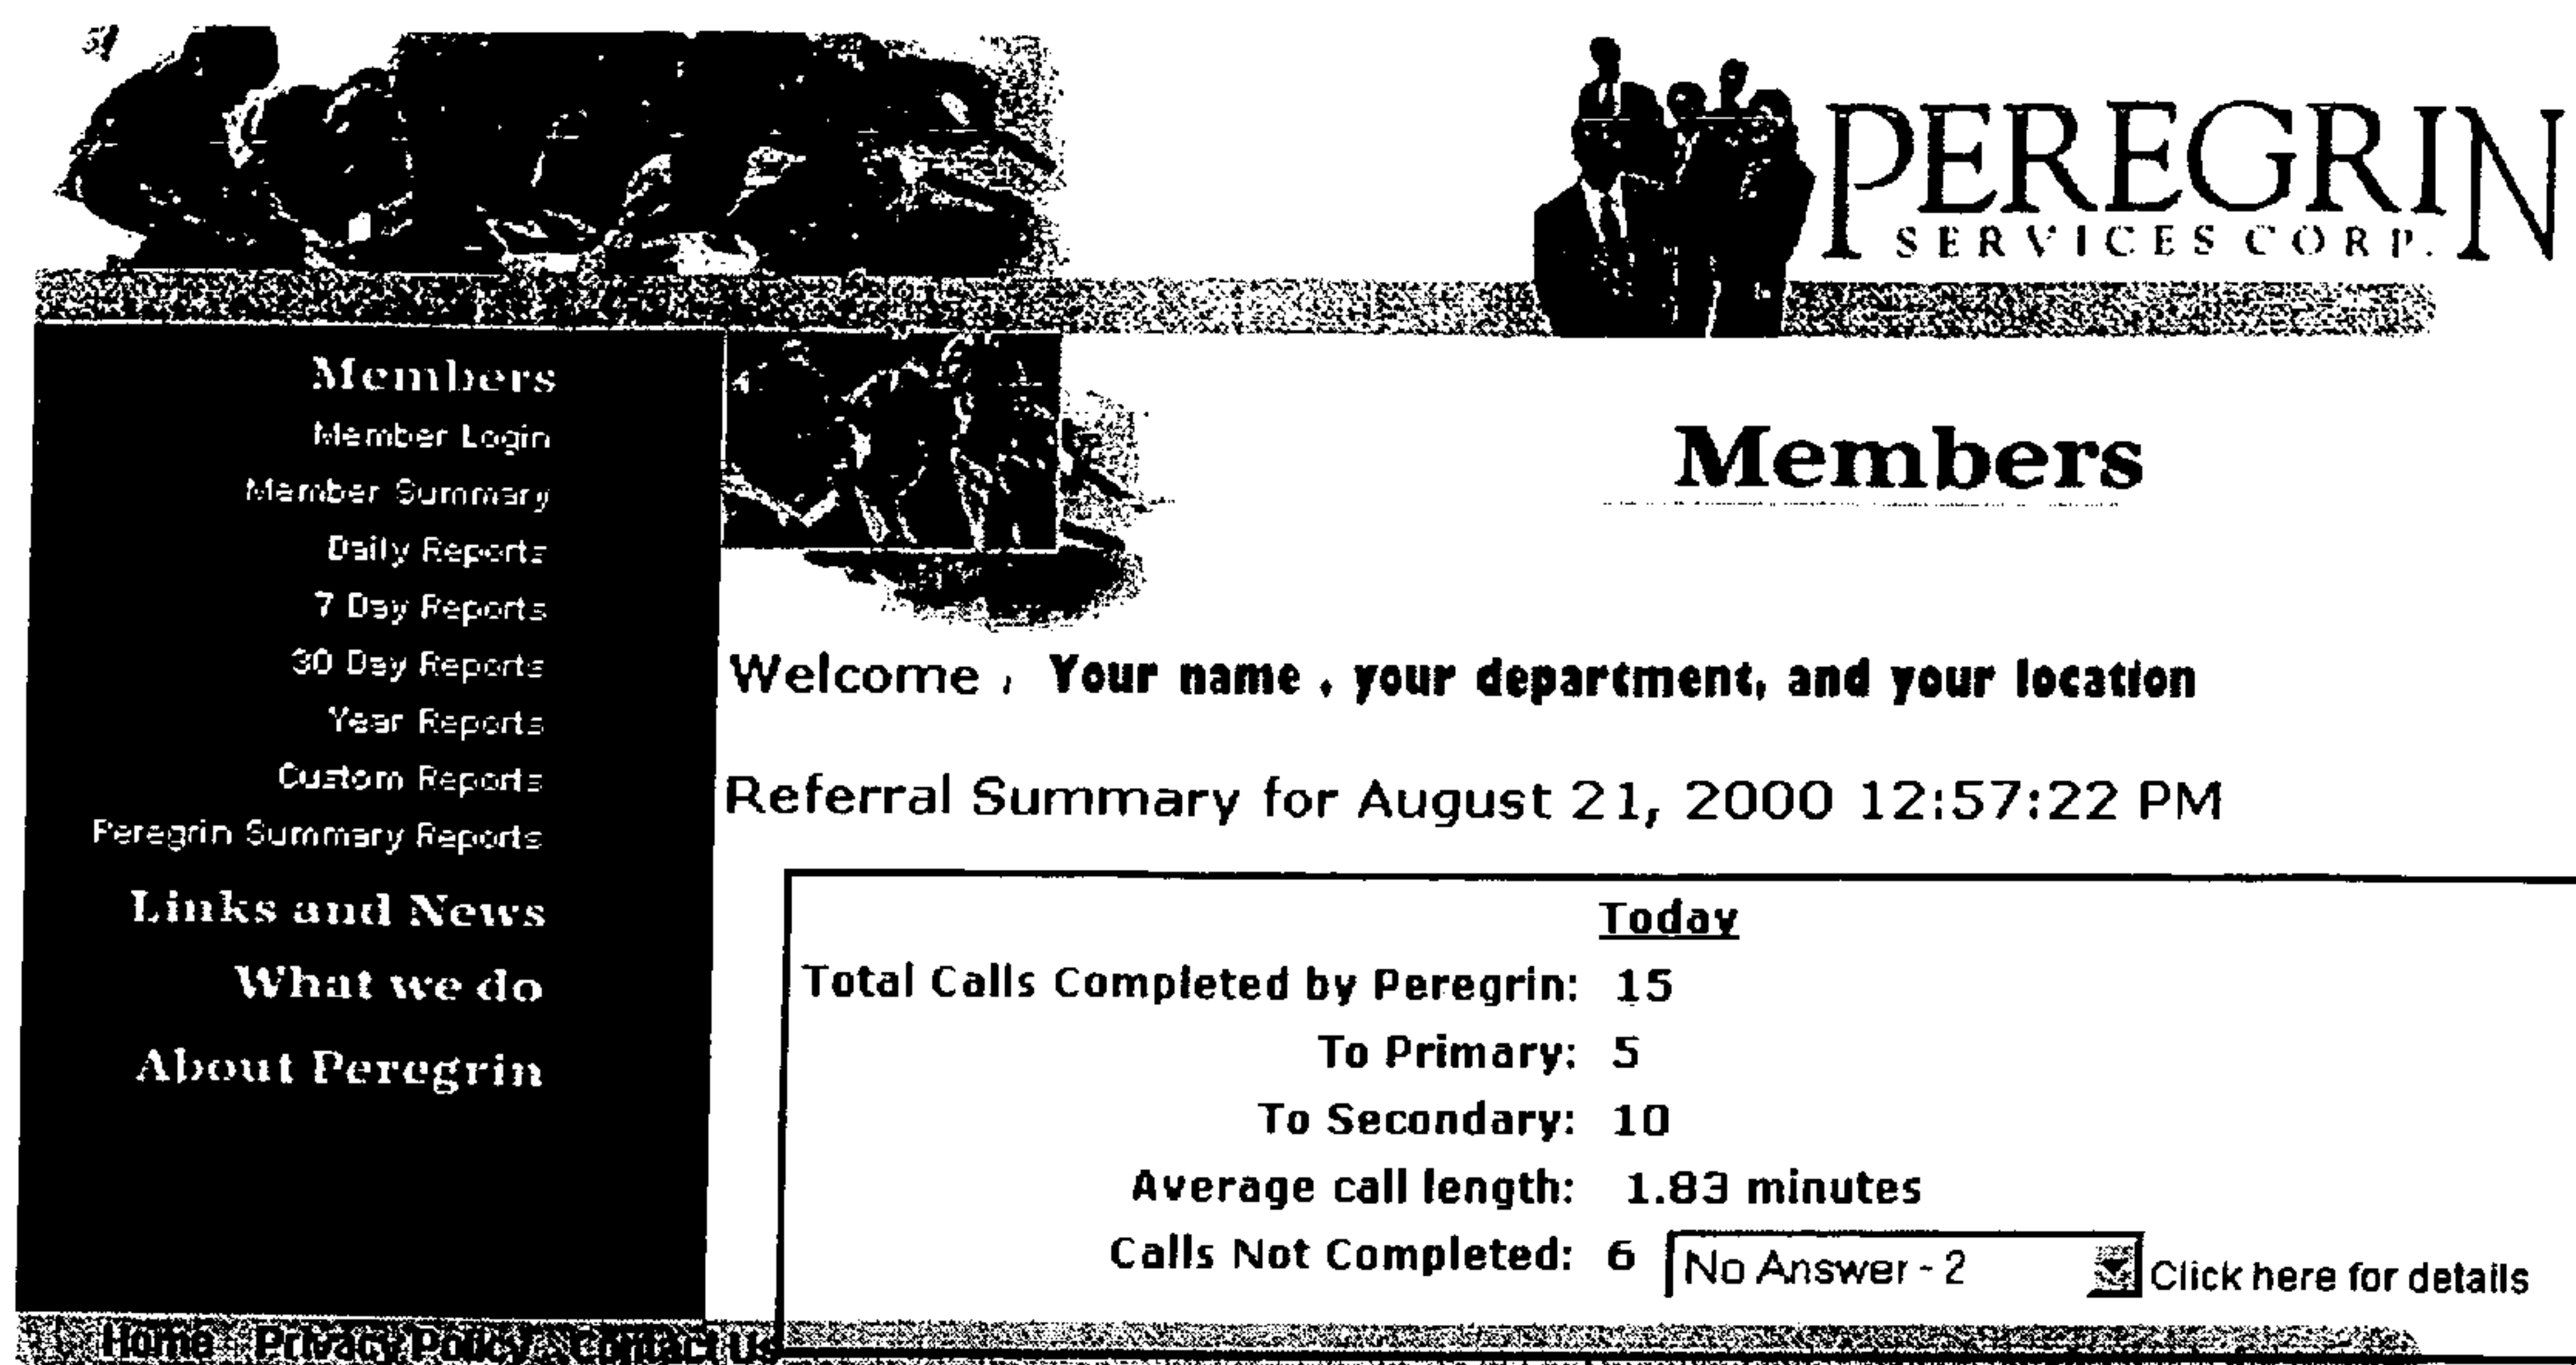 PEREGRIN
SERVICES CORP.
Members
Member Login
Member Summary
Daily Reports
7 Day Reports
30 Day Reports
Year Reports
Custom Reports
Peregrin Summary Reports
Links and News
What we do
About Peregrin
Members
Welcome , Your name , your department, and your location
Referral Summary for August 21, 2000 12:57:22 PM
Today
Total Calls Completed by Peregrin: 15
To Primary: 5
To Secondary: 10
Average call length: 1.83 minutes
Calls Not Completed: 6 No Answer - 2 Click here for details
Home Privacy Policy Contact Us